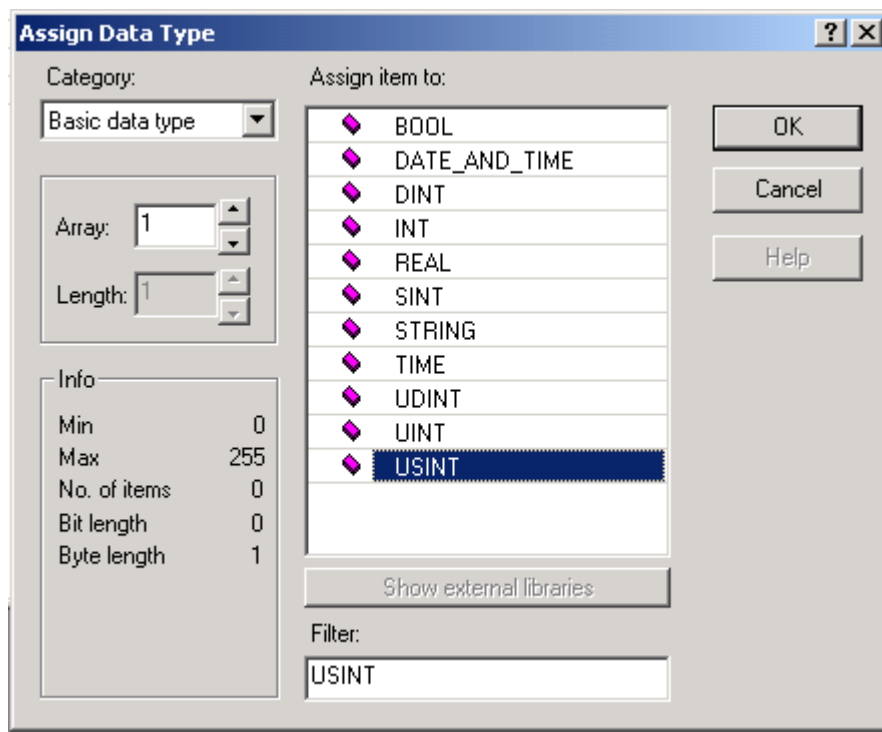 Assign Data Type
Category:
Basic data type
Array: 1
Length: 1
Info
Min 0
Max 255
No. of items 0
Bit length 0
Byte length 1
Assign item to:
BOOL
DATE_AND_TIME
DINT
INT
REAL
SINT
STRING
TIME
UDINT
UINT
USINT
Show external libraries
Filter:
USINT
OK
Cancel
Help